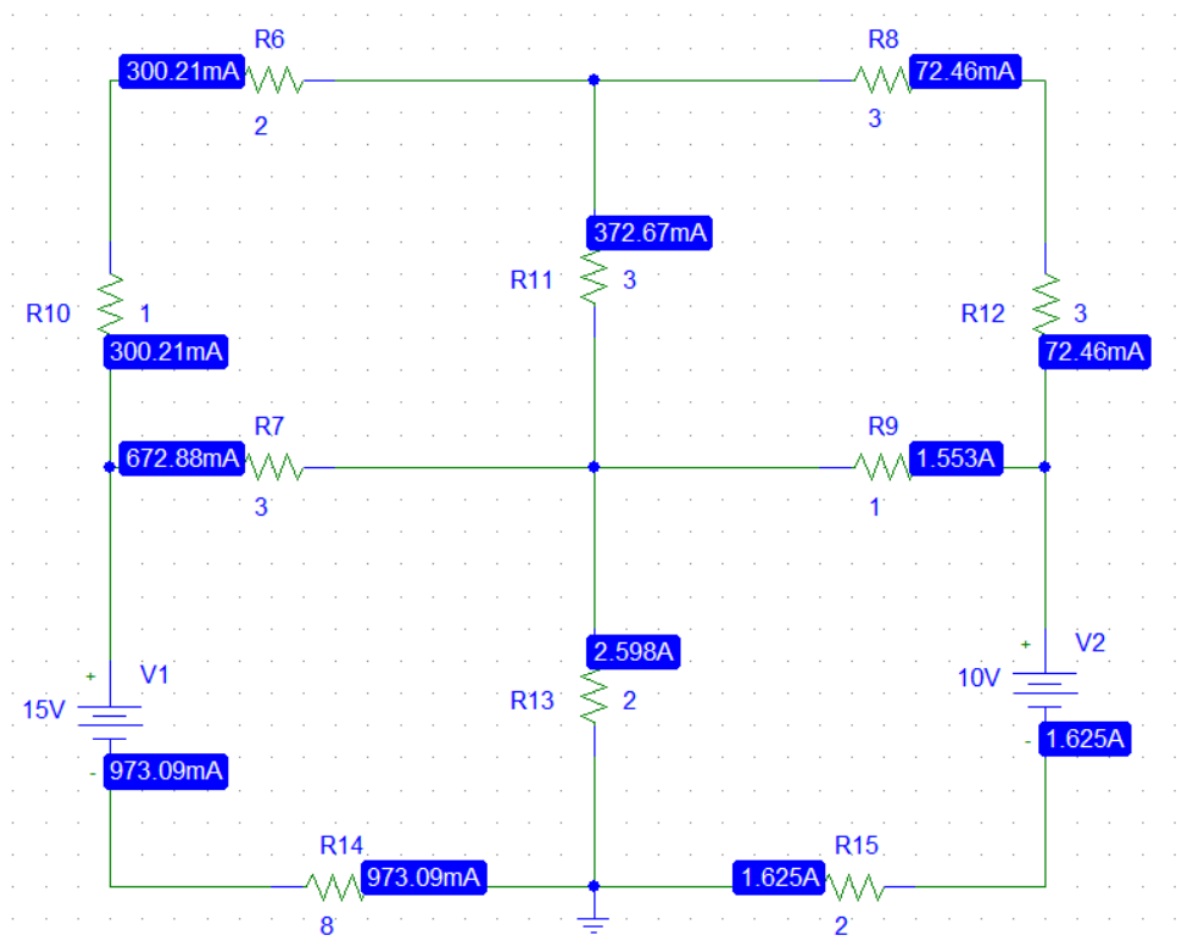 R6
R8
300.21mA
72.46mA
2
3
372.67mA
R11
3
R10
1
R12
3
300.21mA
72.46mA
R7
R9
672.88mA
1.553A
3
1
2.598A
+
V1
+
V2
15V
R13
2
10V
-
973.09mA
-
1.625A
R14
R15
973.09mA
1.625A
8
2